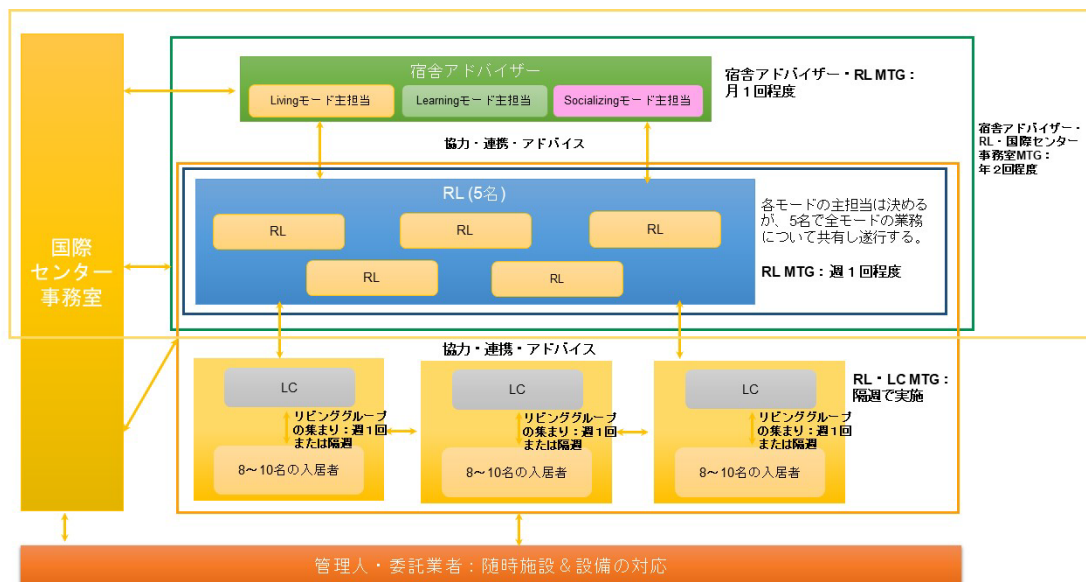 宿舎アドバイザー
Livingモード主担当
Learningモード主担当
Socializingモード主担当
宿舎アドバイザー・RL MTG：
月１回程度
宿舎アドバイザー・
RL・国際センター
事務室MTG：
年２回程度
協力・連携・アドバイス
国際
センター
事務室
RL (5名)
RL
RL
RL
RL
RL
各モードの主担当は決める
が、5名で全モードの業務
について共有し遂行する。
RL MTG：週１回程度
協力・連携・アドバイス
RL・LC MTG：
隔週で実施
LC
リビンググループ
の集まり：週１回
または隔週
8～10名の入居者
LC
リビンググループ
の集まり：週１回
または隔週
8～10名の入居者
LC
リビンググループ
の集まり：週１回
または隔週
8～10名の入居者
管理人・委託業者：随時施設＆設備の対応